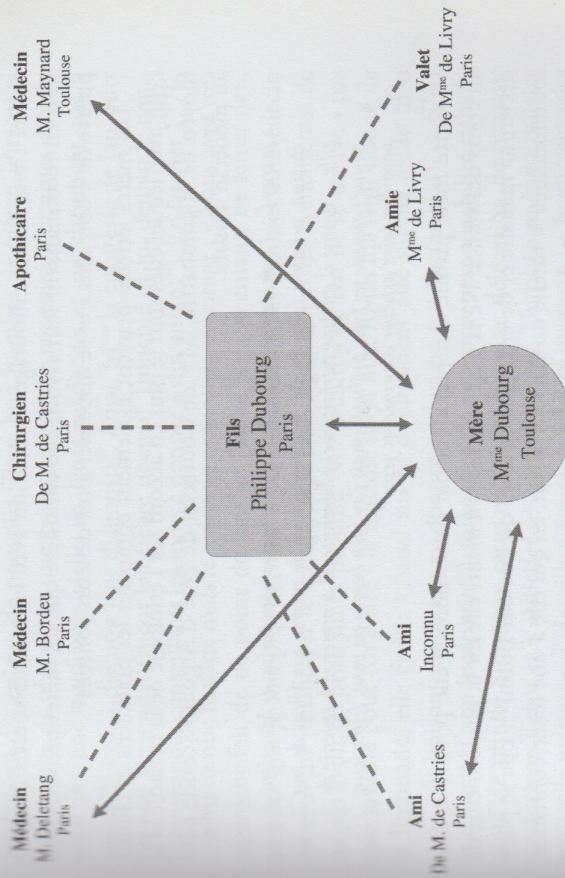 Médecin
M. Deletang
Paris
Médecin
M. Bordeu
Paris
Chirurgien
De M. de Castries
Paris
Apothicaire
Paris
Médecin
M. Maynard
Toulouse
Fils
Philippe Dubourg
Paris
Ami
De M. de Castries
Paris
Ami
Inconnu
Paris
Mère
Mme Dubourg
Toulouse
Amie
Mme de Livry
Paris
Valet
De Mme de Livry
Paris